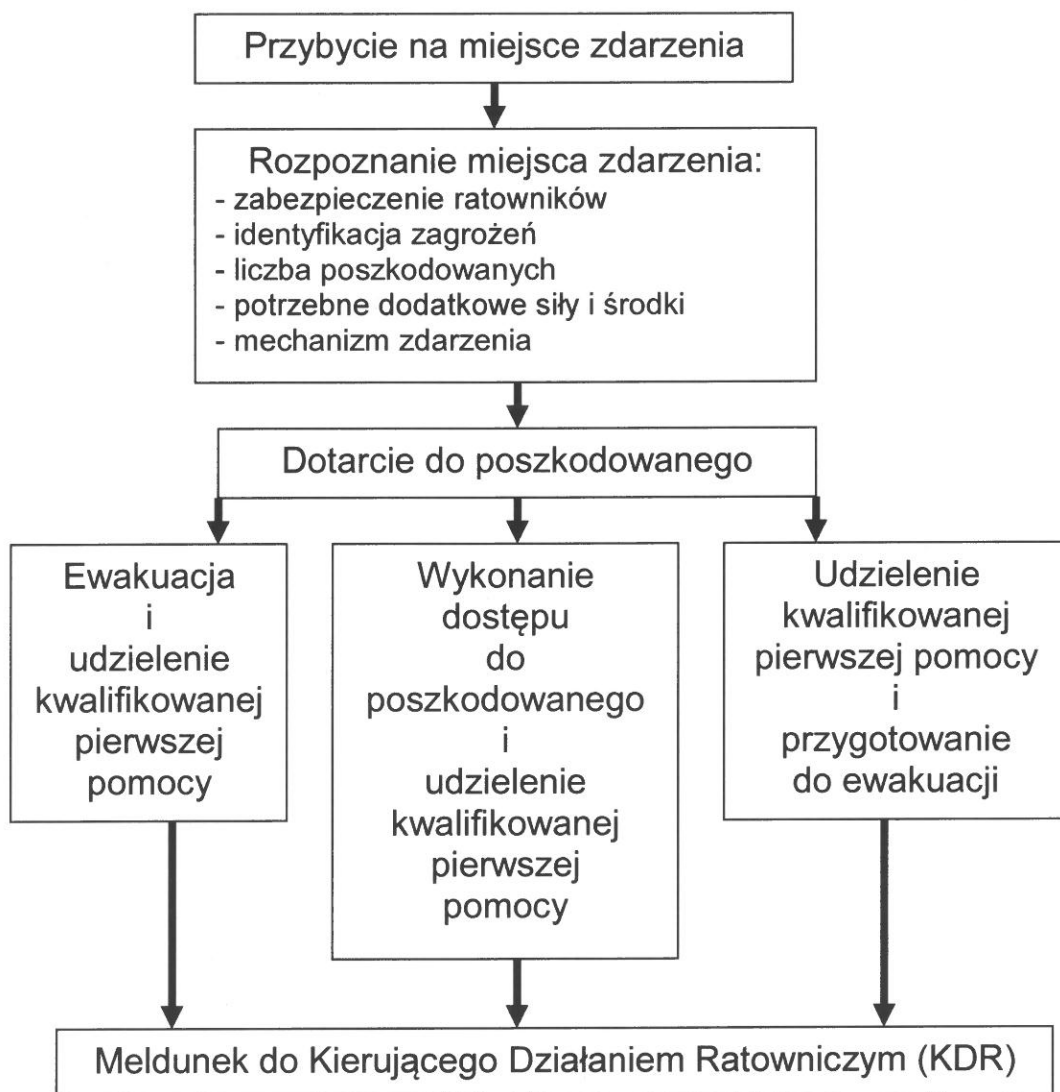 Przybycie na miejsce zdarzenia
Rozpoznanie miejsca zdarzenia:
- zabezpieczenie ratowników
- identyfikacja zagrożeń
- liczba poszkodowanych
- potrzebne dodatkowe siły i środki
- mechanizm zdarzenia
Dotarcie do poszkodowanego
Ewakuacja
i
udzielenie
kwalifikowanej
pierwszej
pomocy
Wykonanie
dostępu
do
poszkodowanego
i
udzielenie
kwalifikowanej
pierwszej
pomocy
Udzielenie
kwalifikowanej
pierwszej pomocy
i
przygotowanie
do ewakuacji
Meldunek do Kierującego Działaniem Ratowniczym (KDR)